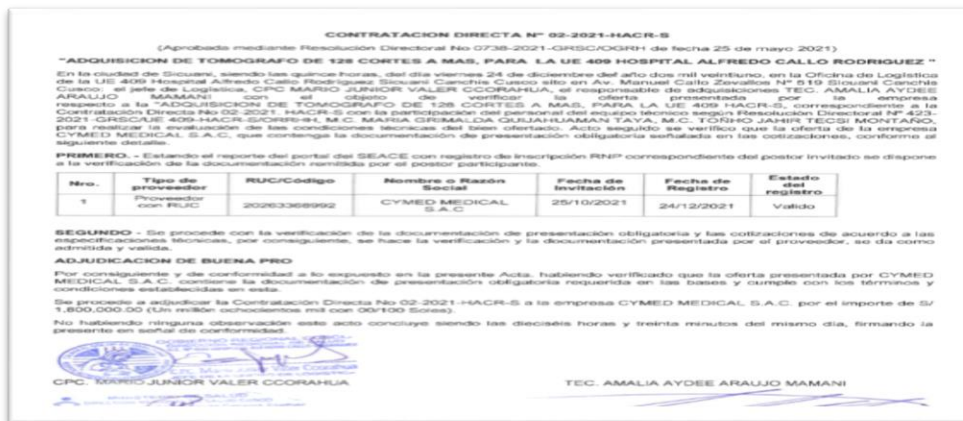 CONTRATACION DIRECTA N° 02-2021-HACR-S
(Aprobada mediante Resolución Directoral No 0738-2021-GRSC/OGRH de fecha 25 de mayo 2021)
"ADQUISICION DE TOMOGRAFO DE 128 CORTES A MAS, PARA LA UE 409 HOSPITAL ALFREDO CALLO RODRIGUEZ"
En la ciudad de Sicuani, siendo las quince horas, del día viernes 24 de diciembre del año dos mil veintiuno, en la Oficina de Logística
de la UE 409 Hospital Alfredo Callo Rodríguez Sicuani Canchis Cusco sito en Av. Manuel Callo Zevallos N° 519 Sicuani Canchis
Cusco: el jefe de Logística, CPC MARIO JUNIOR VALER CCORAHUA, el responsable de adquisiciones TEC. AMALIA AYDEE
ARAUJO MAMANI con el objeto de verificar la oferta presentada por la empresa
respecto a la "ADQUISICION DE TOMOGRAFO DE 128 CORTES A MAS, PARA LA UE 409 HACR-S, correspondiente a la
Contratación Directa No 02-2021. HACR-S con la participación del personal del equipo técnico según Resolución Directoral N° 423-
2021-GRSC/UE 409-HACR-S/DRRHH, M.C. MARIA GRIMALDA QUIJAHUAMAN TAYA, M.C. TOÑHO JAHIR TECSI MONTAÑO,
para realizar la evaluación de las condiciones técnicas del bien ofertado. Acto seguido se verifico que la oferta de la empresa
CYMED MEDICAL S.A.C, que contenga la documentación de presentación obligatoria señalada en las cotizaciones, conforme al
siguiente detalle.
PRIMERO. - Estando el reporte del portal del SEACE con registro de inscripción RNP correspondiente del postor invitado se dispone
a la verificación de la documentación remitida por el postor participante.
Nro. Tipo de proveedor RUC/Código Nombre o Razón Social Fecha de Invitación Fecha de Registro Estado del registro
1 Proveedor con RUC 20263368992 CYMED MEDICAL S.A.C 25/10/2021 24/12/2021 Valido
SEGUNDO - Se procede con la verificación de la documentación de presentación obligatoria y las cotizaciones de acuerdo a las
especificaciones técnicas, por consiguiente, se hace la verificación y la documentación presentada por el proveedor, se da como
admitida y valida.
ADJUDICACION DE BUENA PRO
Por consiguiente y de conformidad a lo expuesto en la presente Acta. habiendo verificado que la oferta presentada por CYMED
MEDICAL S.A.C. contiene la documentación de presentación obligatoria requerida en las bases y cumple con los términos y
condiciones establecidas en esta.
Se procede a adjudicar la Contratación Directa No 02-2021-HACR-S a la empresa CYMED MEDICAL S.A.C. por el importe de S/
1,800,000.00 (Un millón ochocientos mil con 00/100 Soles).
No habiendo ninguna observación este acto concluye siendo las dieciséis horas y treinta minutos del mismo día, firmando la
presente en señal de conformidad.
GOBIERNO REGIONAL
CPC. MARIO JUNIOR VALER CCORAHUA
TEC. AMALIA AYDEE ARAUJO MAMANI